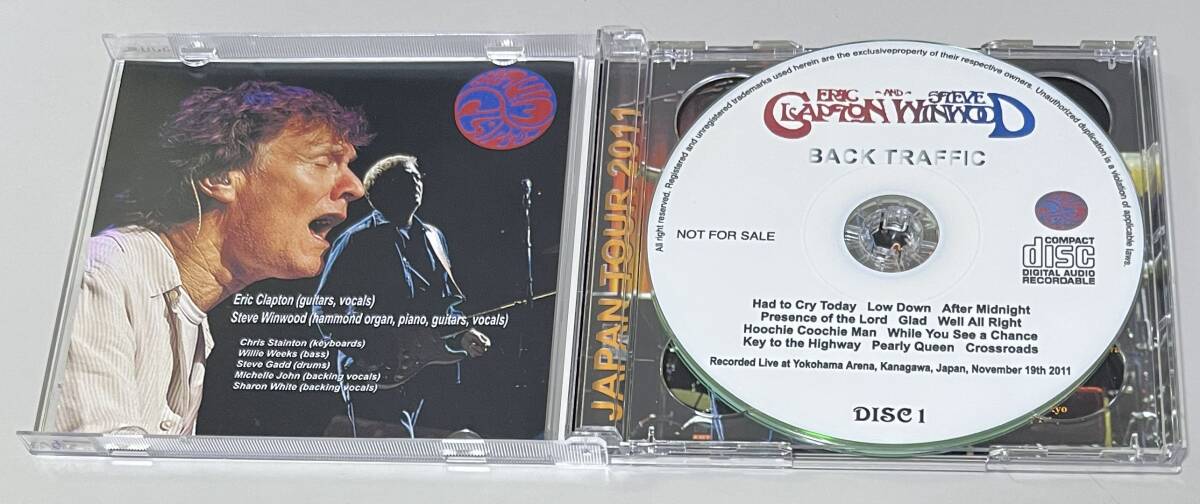 Eric Clapton (guitars, vocals)
Steve Winwood (hammond organ, piano, guitars, vocals)
Chris Stainton (keyboards)
Willie Weeks (bass)
Steve Gadd (drums)
Michelle John (backing vocals)
Sharon White (backing vocals)
JAPAN TOUR 2011
All right reserved. Registered and unregistered trademarks used herein are the exclusiveproperty of their respective owners. Unauthorized duplication is a violation of applicable laws.
ERIC AND STEVE
CLAPTON WINWOOD
BACK TRAFFIC
NOT FOR SALE
COMPACT
disc
DIGITAL AUDIO
RECORDABLE
Had to Cry Today Low Down After Midnight
Presence of the Lord Glad Well All Right
Hoochie Coochie Man While You See a Chance
Key to the Highway Pearly Queen Crossroads
Recorded Live at Yokohama Arena, Kanagawa, Japan, November 19th 2011
DISC 1